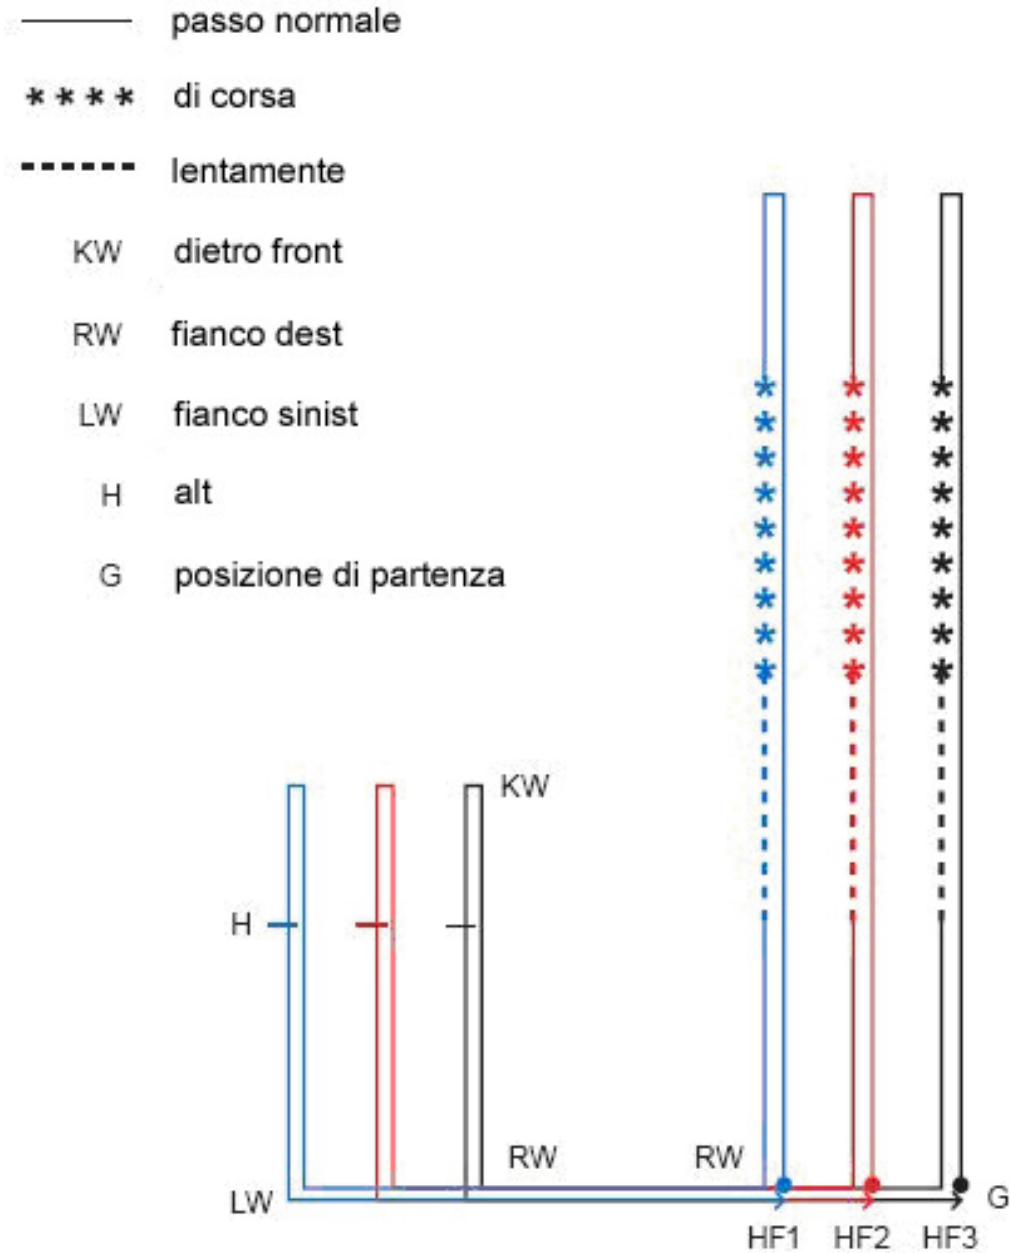 passo normale
**** di corsa
lentamente
KW dietro front
RW fianco dest
LW fianco sinist
H alt
G posizione di partenza
KW
H
RW RW
LW G
HF1 HF2 HF3